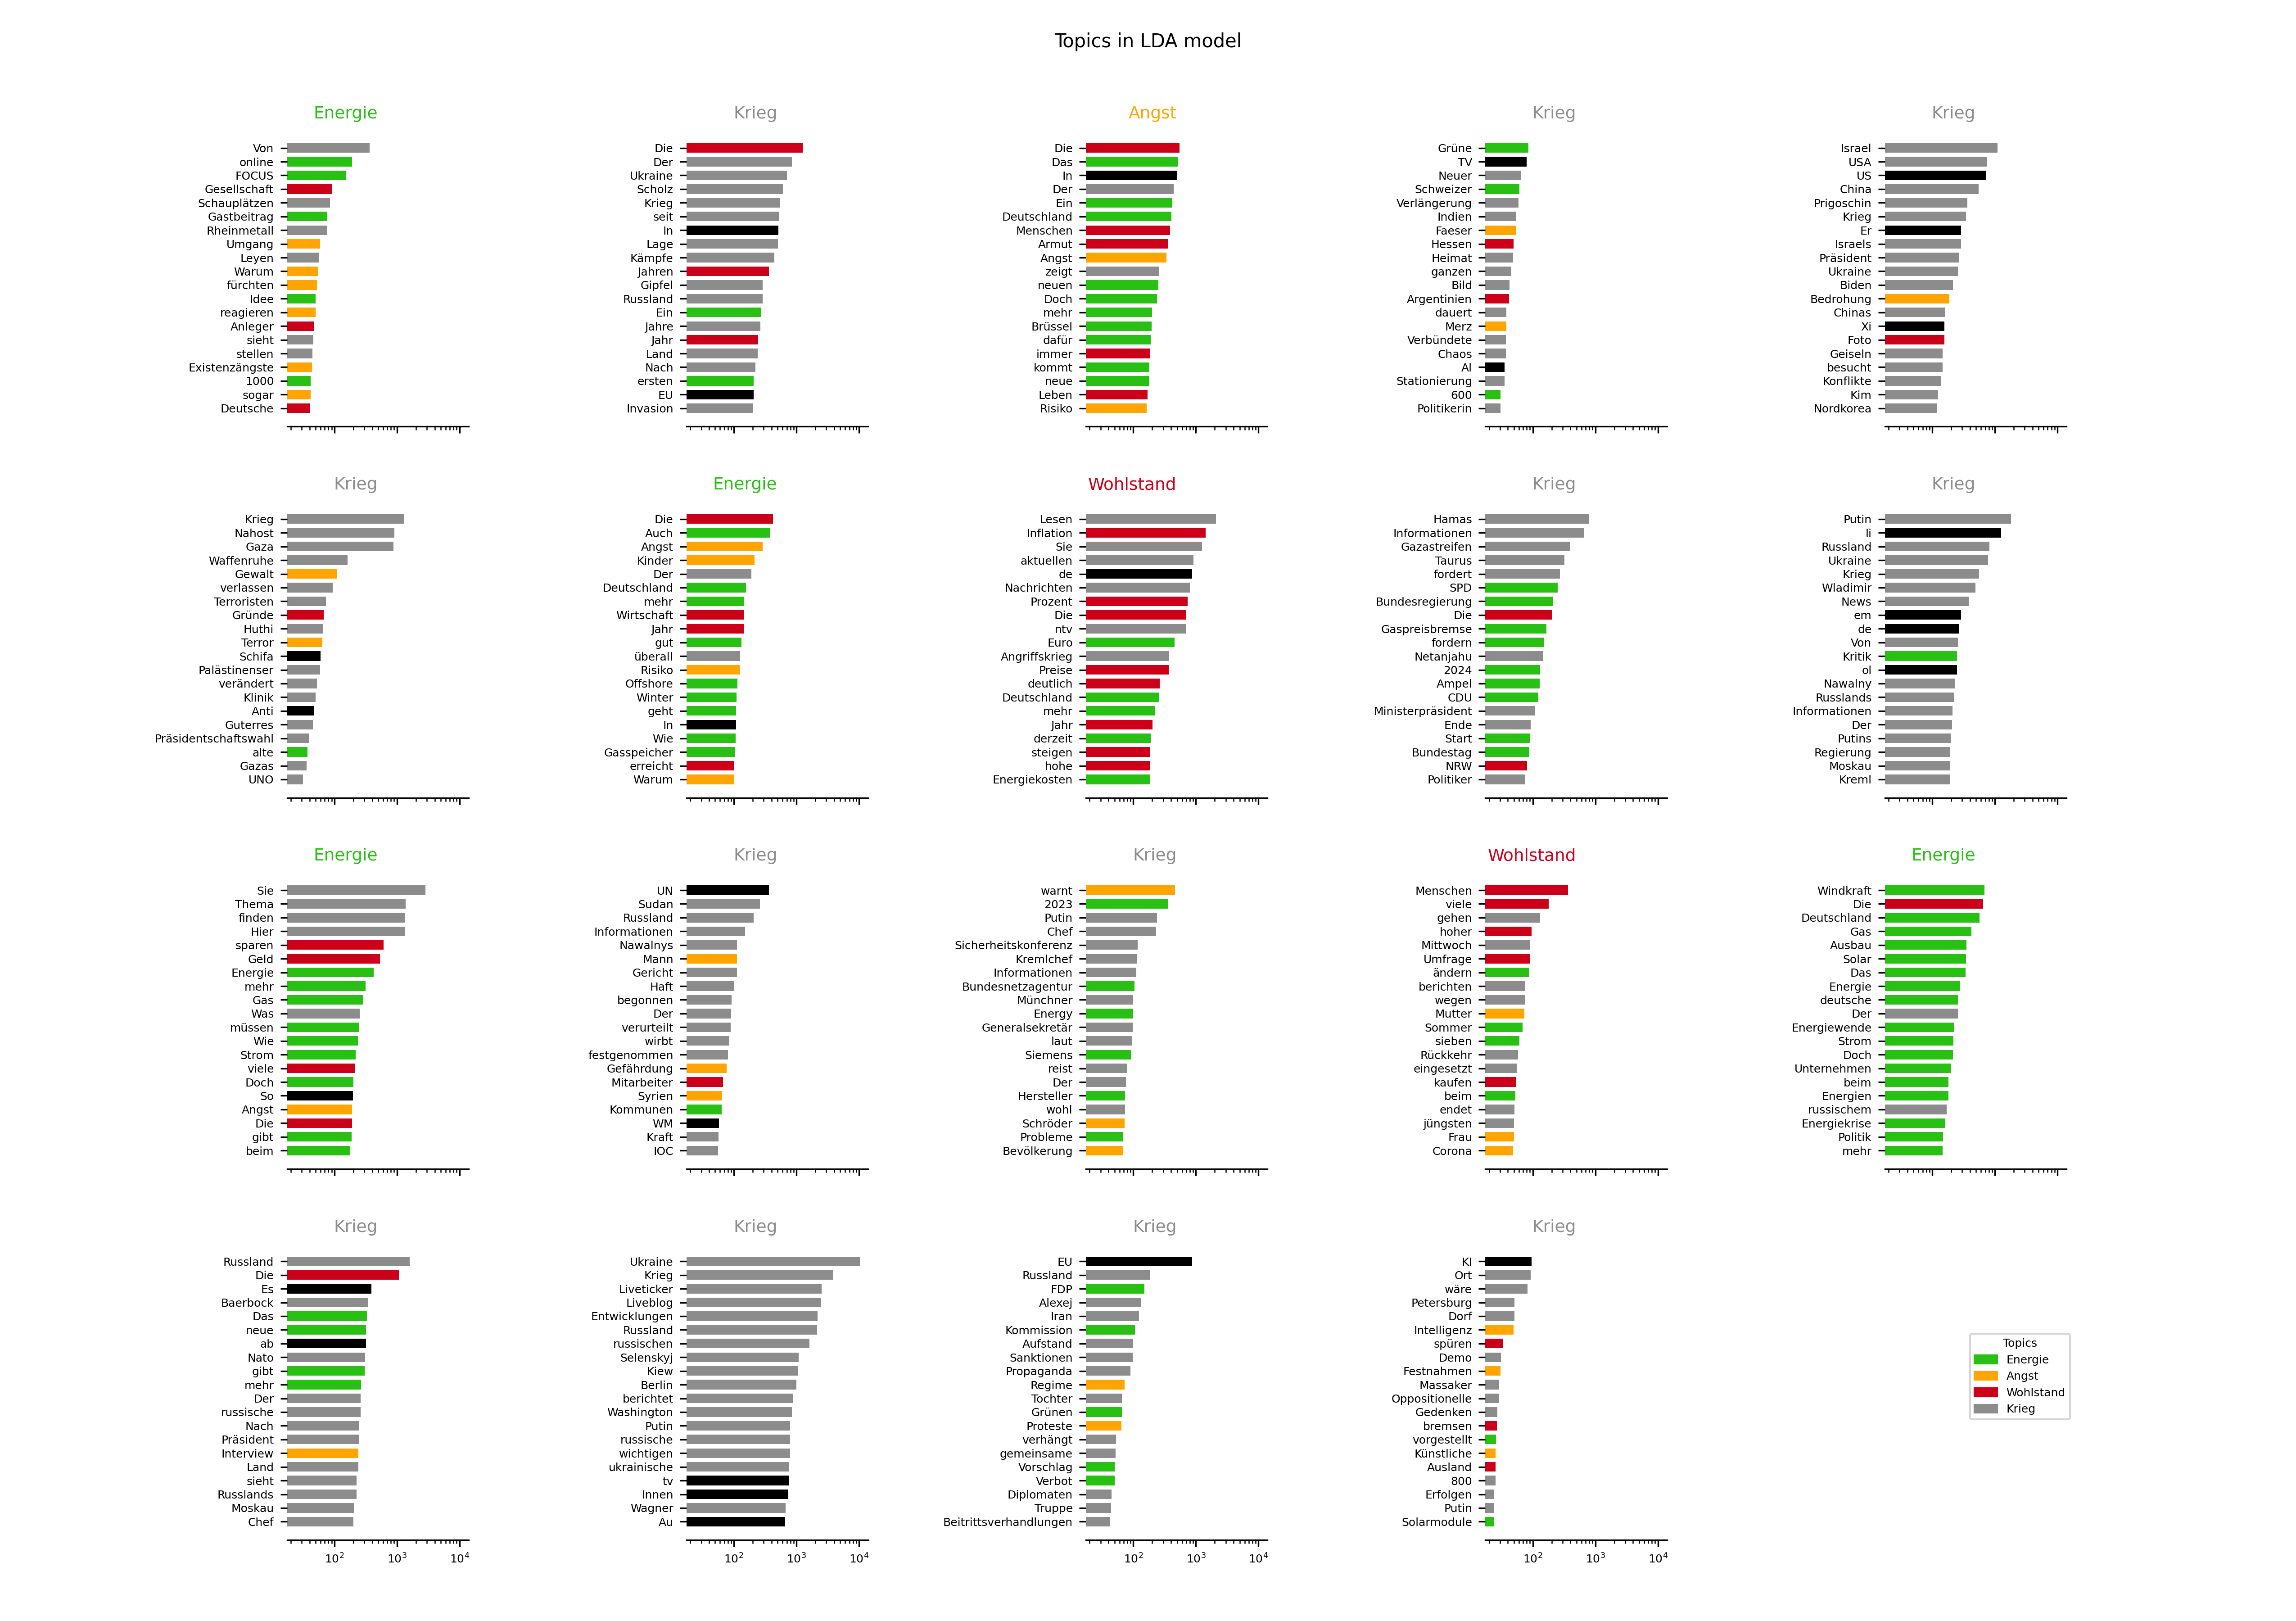 Topics in LDA model
Energie
Von
online
FOCUS
Gesellschaft
Schauplätzen
Gastbeitrag
Rheinmetall
Umgang
Leyen
Warum
fürchten
Idee
reagieren
Anleger
sieht
stellen
Existenzängste
1000
sogar
Deutsche
Krieg
Die
Der
Ukraine
Scholz
Krieg
seit
In
Lage
Kämpfe
Jahren
Gipfel
Russland
Ein
Jahre
Jahr
Land
Nach
ersten
EU
Invasion
Angst
Die
Das
In
Der
Ein
Deutschland
Menschen
Armut
Angst
zeigt
neuen
Doch
mehr
Brüssel
dafür
immer
kommt
neue
Leben
Risiko
Krieg
Grüne
TV
Neuer
Schweizer
Verlängerung
Indien
Faeser
Hessen
Heimat
ganzen
Bild
Argentinien
dauert
Merz
Verbündete
Chaos
Al
Stationierung
600
Politikerin
Krieg
Israel
USA
US
China
Prigoschin
Krieg
Er
Israels
Präsident
Ukraine
Biden
Bedrohung
Chinas
Xi
Foto
Geiseln
besucht
Konflikte
Kim
Nordkorea
Krieg
Krieg
Nahost
Gaza
Waffenruhe
Gewalt
verlassen
Terroristen
Gründe
Huthi
Terror
Schifa
Palästinenser
verändert
Klinik
Anti
Guterres
Präsidentschaftswahl
alte
Gazas
UNO
Energie
Die
Auch
Angst
Kinder
Der
Deutschland
mehr
Wirtschaft
Jahr
gut
überall
Risiko
Offshore
Winter
geht
In
Wie
Gasspeicher
erreicht
Warum
Wohlstand
Lesen
Inflation
Sie
aktuellen
de
Nachrichten
Prozent
Die
ntv
Euro
Angriffskrieg
Preise
deutlich
Deutschland
mehr
Jahr
derzeit
steigen
hohe
Energiekosten
Krieg
Hamas
Informationen
Gazastreifen
Taurus
fordert
SPD
Bundesregierung
Die
Gaspreisbremse
fordern
Netanjahu
2024
Ampel
CDU
Ministerpräsident
Ende
Start
Bundestag
NRW
Politiker
Krieg
Putin
li
Russland
Ukraine
Krieg
Wladimir
News
em
de
Von
Kritik
ol
Nawalny
Russlands
Informationen
Der
Putins
Regierung
Moskau
Kreml
Energie
Sie
Thema
finden
Hier
sparen
Geld
Energie
mehr
Gas
Was
müssen
Wie
Strom
viele
Doch
So
Angst
Die
gibt
beim
Krieg
UN
Sudan
Russland
Informationen
Nawalnys
Mann
Gericht
Haft
begonnen
Der
verurteilt
wirbt
festgenommen
Gefährdung
Mitarbeiter
Syrien
Kommunen
WM
Kraft
IOC
Krieg
warnt
2023
Putin
Chef
Sicherheitskonferenz
Kremlchef
Informationen
Bundesnetzagentur
Münchner
Energy
Generalsekretär
laut
Siemens
reist
Der
Hersteller
wohl
Schröder
Probleme
Bevölkerung
Wohlstand
Menschen
viele
gehen
hoher
Mittwoch
Umfrage
ändern
berichten
wegen
Mutter
Sommer
sieben
Rückkehr
eingesetzt
kaufen
beim
endet
jüngsten
Frau
Corona
Energie
Windkraft
Die
Deutschland
Gas
Ausbau
Solar
Das
Energie
deutsche
Der
Energiewende
Strom
Doch
Unternehmen
beim
Energien
russischem
Energiekrise
Politik
mehr
Krieg
Russland
Die
Es
Baerbock
Das
neue
ab
Nato
gibt
mehr
Der
russische
Nach
Präsident
Interview
Land
sieht
Russlands
Moskau
Chef
10² 10³ 10⁴
Krieg
Ukraine
Krieg
Liveticker
Liveblog
Entwicklungen
Russland
russischen
Selenskyj
Kiew
Berlin
berichtet
Washington
Putin
russische
wichtigen
ukrainische
tv
Innen
Wagner
Au
10² 10³ 10⁴
Krieg
EU
Russland
FDP
Alexej
Iran
Kommission
Aufstand
Sanktionen
Propaganda
Regime
Tochter
Grünen
Proteste
verhängt
gemeinsame
Vorschlag
Verbot
Diplomaten
Truppe
Beitrittsverhandlungen
10² 10³ 10⁴
Krieg
KI
Ort
wäre
Petersburg
Dorf
Intelligenz
spüren
Demo
Festnahmen
Massaker
Oppositionelle
Gedenken
bremsen
vorgestellt
Künstliche
Ausland
800
Erfolgen
Putin
Solarmodule
10² 10³ 10⁴
Topics
Energie
Angst
Wohlstand
Krieg